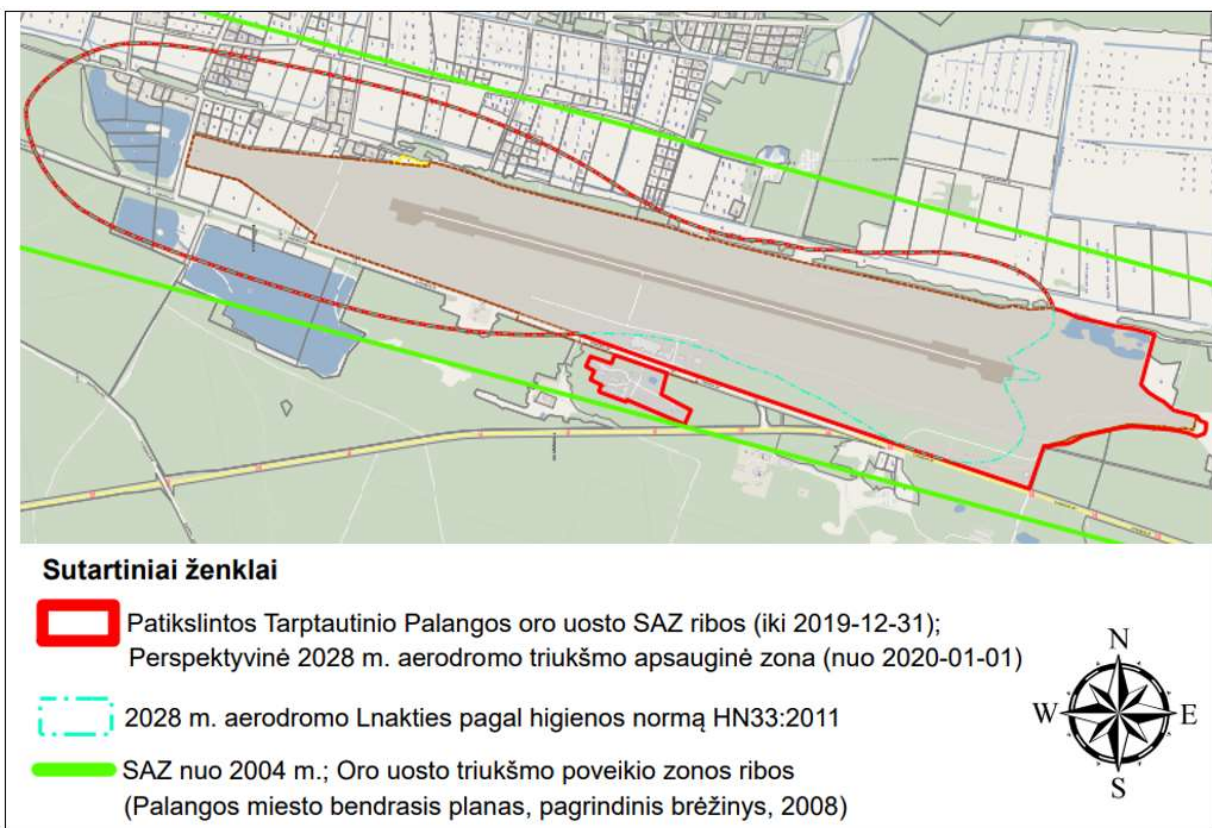 Sutartiniai ženklai
Patikslintos Tarptautinio Palangos oro uosto SAZ ribos (iki 2019-12-31);
Perspektyvinė 2028 m. aerodromo triukšmo apsauginė zona (nuo 2020-01-01)
2028 m. aerodromo Lnakties pagal higienos normą HN33:2011
SAZ nuo 2004 m.; Oro uosto triukšmo poveikio zonos ribos
(Palangos miesto bendrasis planas, pagrindinis brėžinys, 2008)
N
W E
S